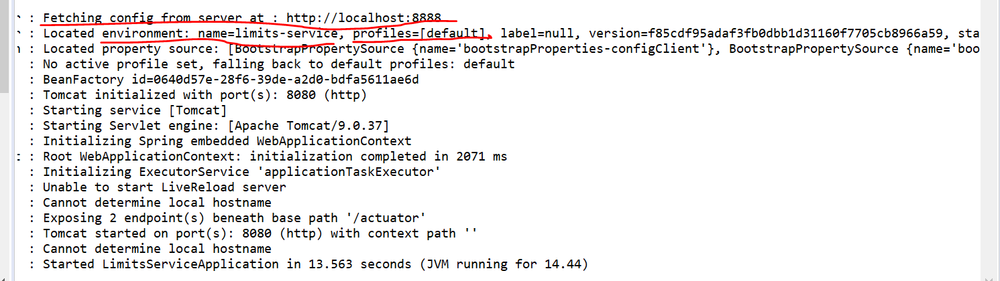 : Fetching config from server at : http://localhost:8888
: Located environment: name=limits-service, profiles=[default], label=null, version=f85cdf95adaf3fb0dbb1d31160f7705cb8966a59, sta
: Located property source: [BootstrapPropertySource {name='bootstrapProperties-configClient'}, BootstrapPropertySource {name='boo
: No active profile set, falling back to default profiles: default
: BeanFactory id=0640d57e-28f6-39de-a2d0-bdfa5611ae6d
: Tomcat initialized with port(s): 8080 (http)
: Starting service [Tomcat]
: Starting Servlet engine: [Apache Tomcat/9.0.37]
: Initializing Spring embedded WebApplicationContext
: Root WebApplicationContext: initialization completed in 2071 ms
: Initializing ExecutorService 'applicationTaskExecutor'
: Unable to start LiveReload server
: Cannot determine local hostname
: Exposing 2 endpoint(s) beneath base path '/actuator'
: Tomcat started on port(s): 8080 (http) with context path ''
: Cannot determine local hostname
: Started LimitsServiceApplication in 13.563 seconds (JVM running for 14.44)